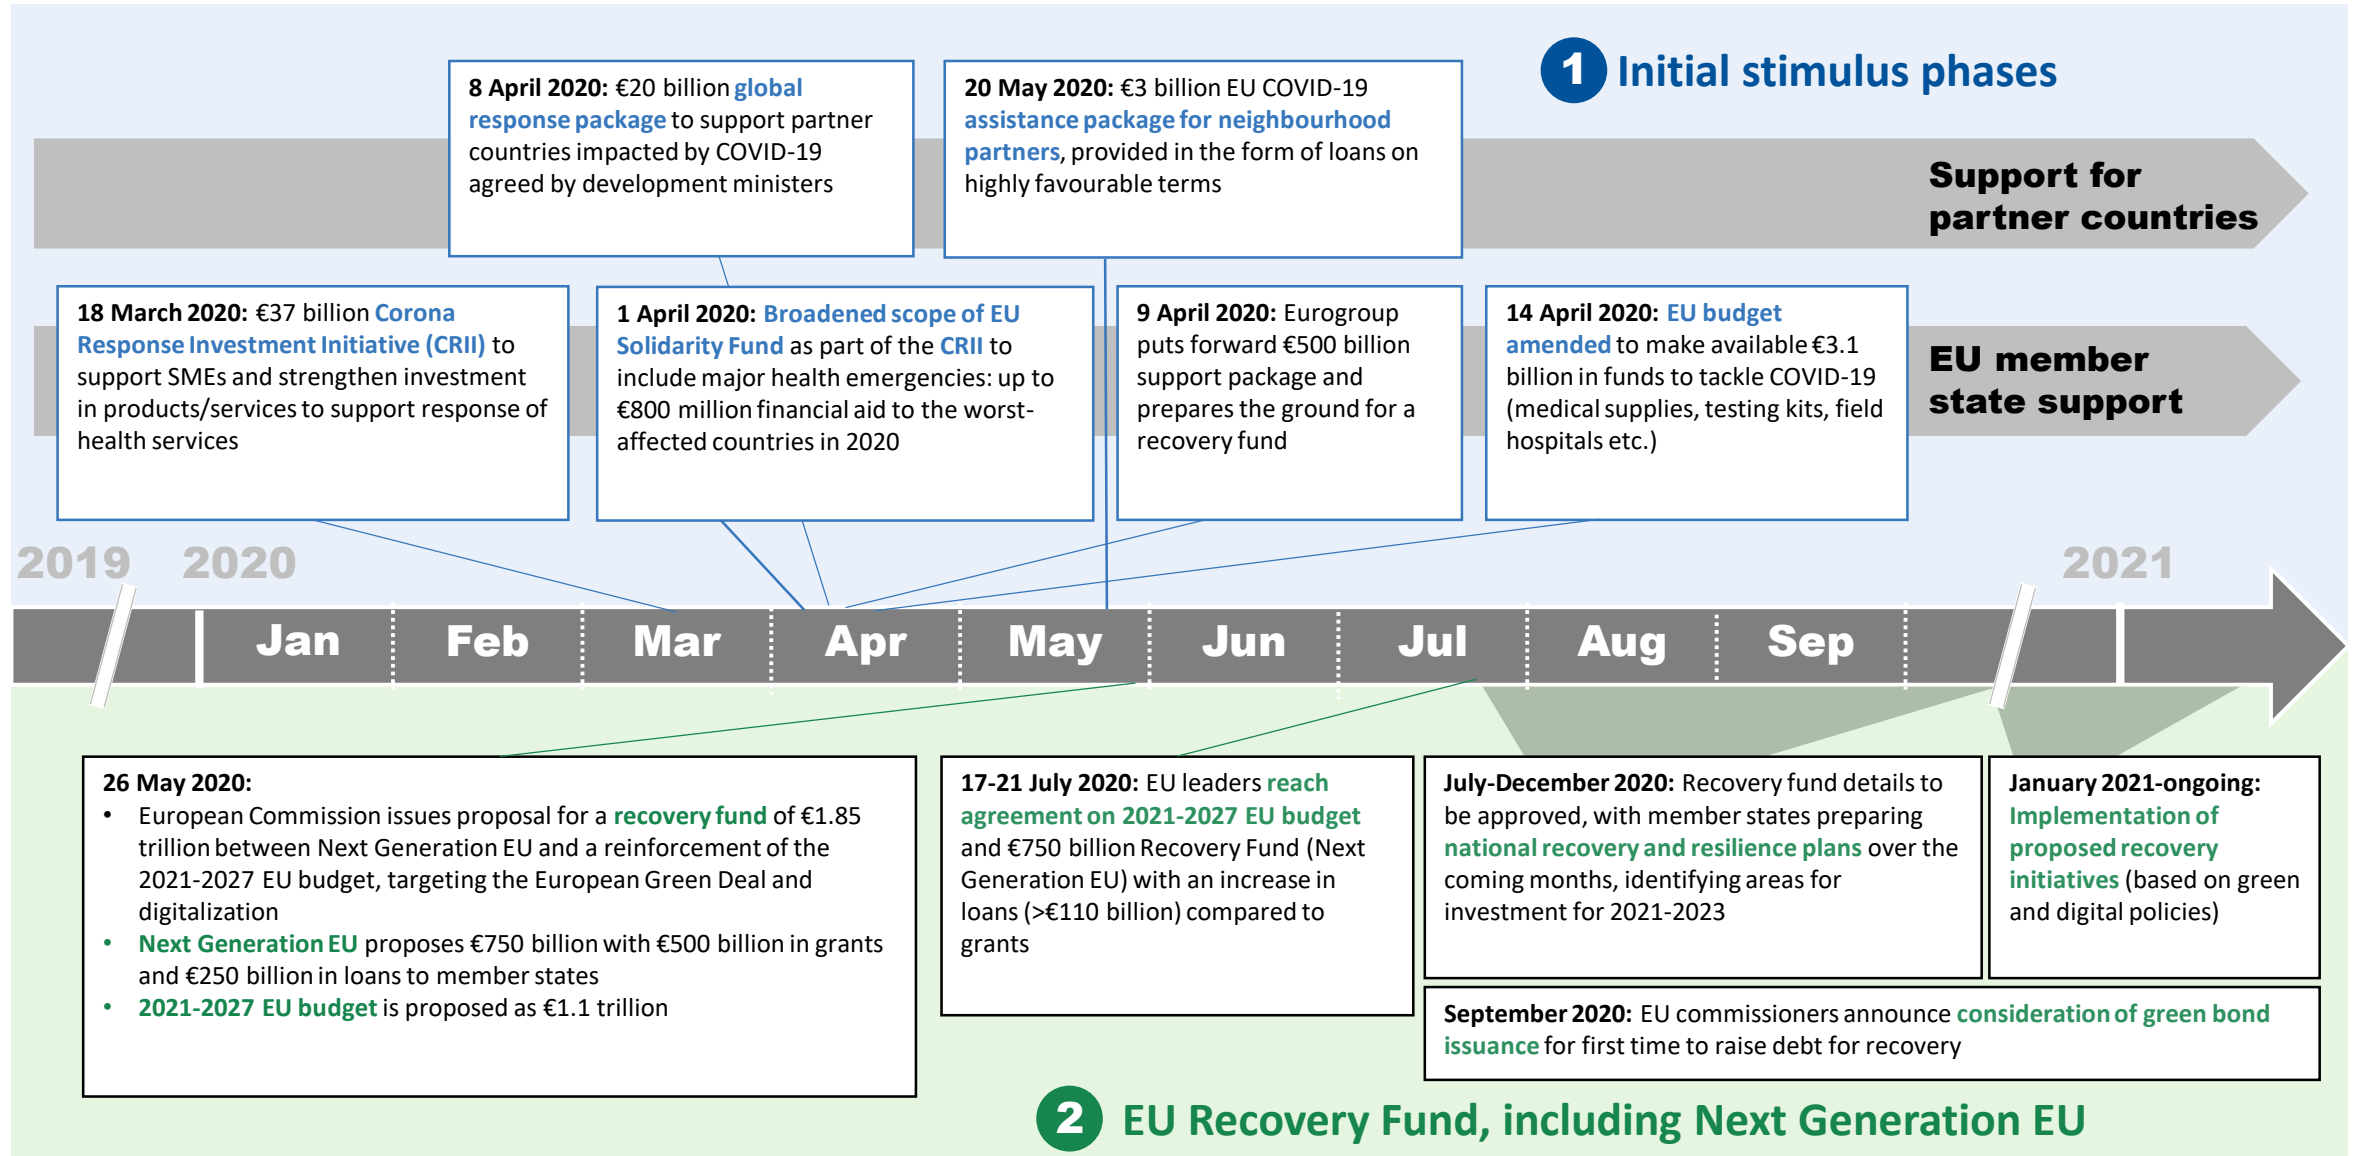 1 Initial stimulus phases
8 April 2020: €20 billion global
response package to support partner
countries impacted by COVID-19
agreed by development ministers
20 May 2020: €3 billion EU COVID-19
assistance package for neighbourhood
partners, provided in the form of loans on
highly favourable terms
Support for
partner countries
18 March 2020: €37 billion Corona
Response Investment Initiative (CRII) to
support SMEs and strengthen investment
in products/services to support response of
health services
1 April 2020: Broadened scope of EU
Solidarity Fund as part of the CRII to
include major health emergencies: up to
€800 million financial aid to the worst-
affected countries in 2020
9 April 2020: Eurogroup
puts forward €500 billion
support package and
prepares the ground for a
recovery fund
14 April 2020: EU budget
amended to make available €3.1
billion in funds to tackle COVID-19
(medical supplies, testing kits, field
hospitals etc.)
EU member
state support
2019 2020 2021
Jan Feb Mar Apr May Jun Jul Aug Sep
26 May 2020:
• European Commission issues proposal for a recovery fund of €1.85
trillion between Next Generation EU and a reinforcement of the
2021-2027 EU budget, targeting the European Green Deal and
digitalization
• Next Generation EU proposes €750 billion with €500 billion in grants
and €250 billion in loans to member states
• 2021-2027 EU budget is proposed as €1.1 trillion
17-21 July 2020: EU leaders reach
agreement on 2021-2027 EU budget
and €750 billion Recovery Fund (Next
Generation EU) with an increase in
loans (>€110 billion) compared to
grants
July-December 2020: Recovery fund details to
be approved, with member states preparing
national recovery and resilience plans over the
coming months, identifying areas for
investment for 2021-2023
January 2021-ongoing:
Implementation of
proposed recovery
initiatives (based on green
and digital policies)
September 2020: EU commissioners announce consideration of green bond
issuance for first time to raise debt for recovery
2 EU Recovery Fund, including Next Generation EU